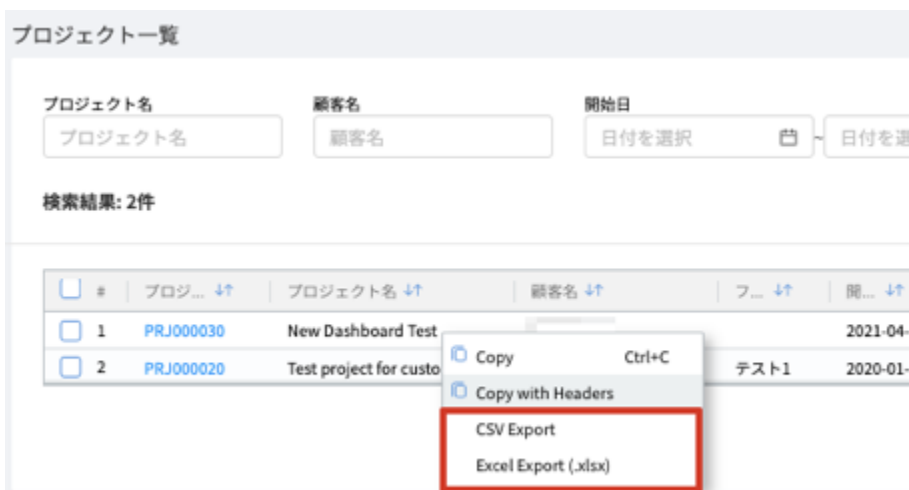 プロジェクト一覧
プロジェクト名 顧客名 開始日
プロジェクト名 顧客名 日付を選択 ~ 日付を選
検索結果: 2件
# プロジ... プロジェクト名 顧客名 フ... 開...
1 PRJ000030 New Dashboard Test 2021-04-
2 PRJ000020 Test project for custo テスト1 2020-01-
Copy Ctrl+C
Copy with Headers
CSV Export
Excel Export (.xlsx)